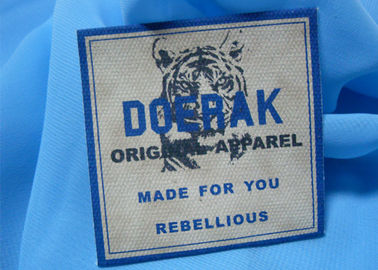 DOERAK
ORIGINAL APPAREL
MADE FOR YOU
REBELLIOUS